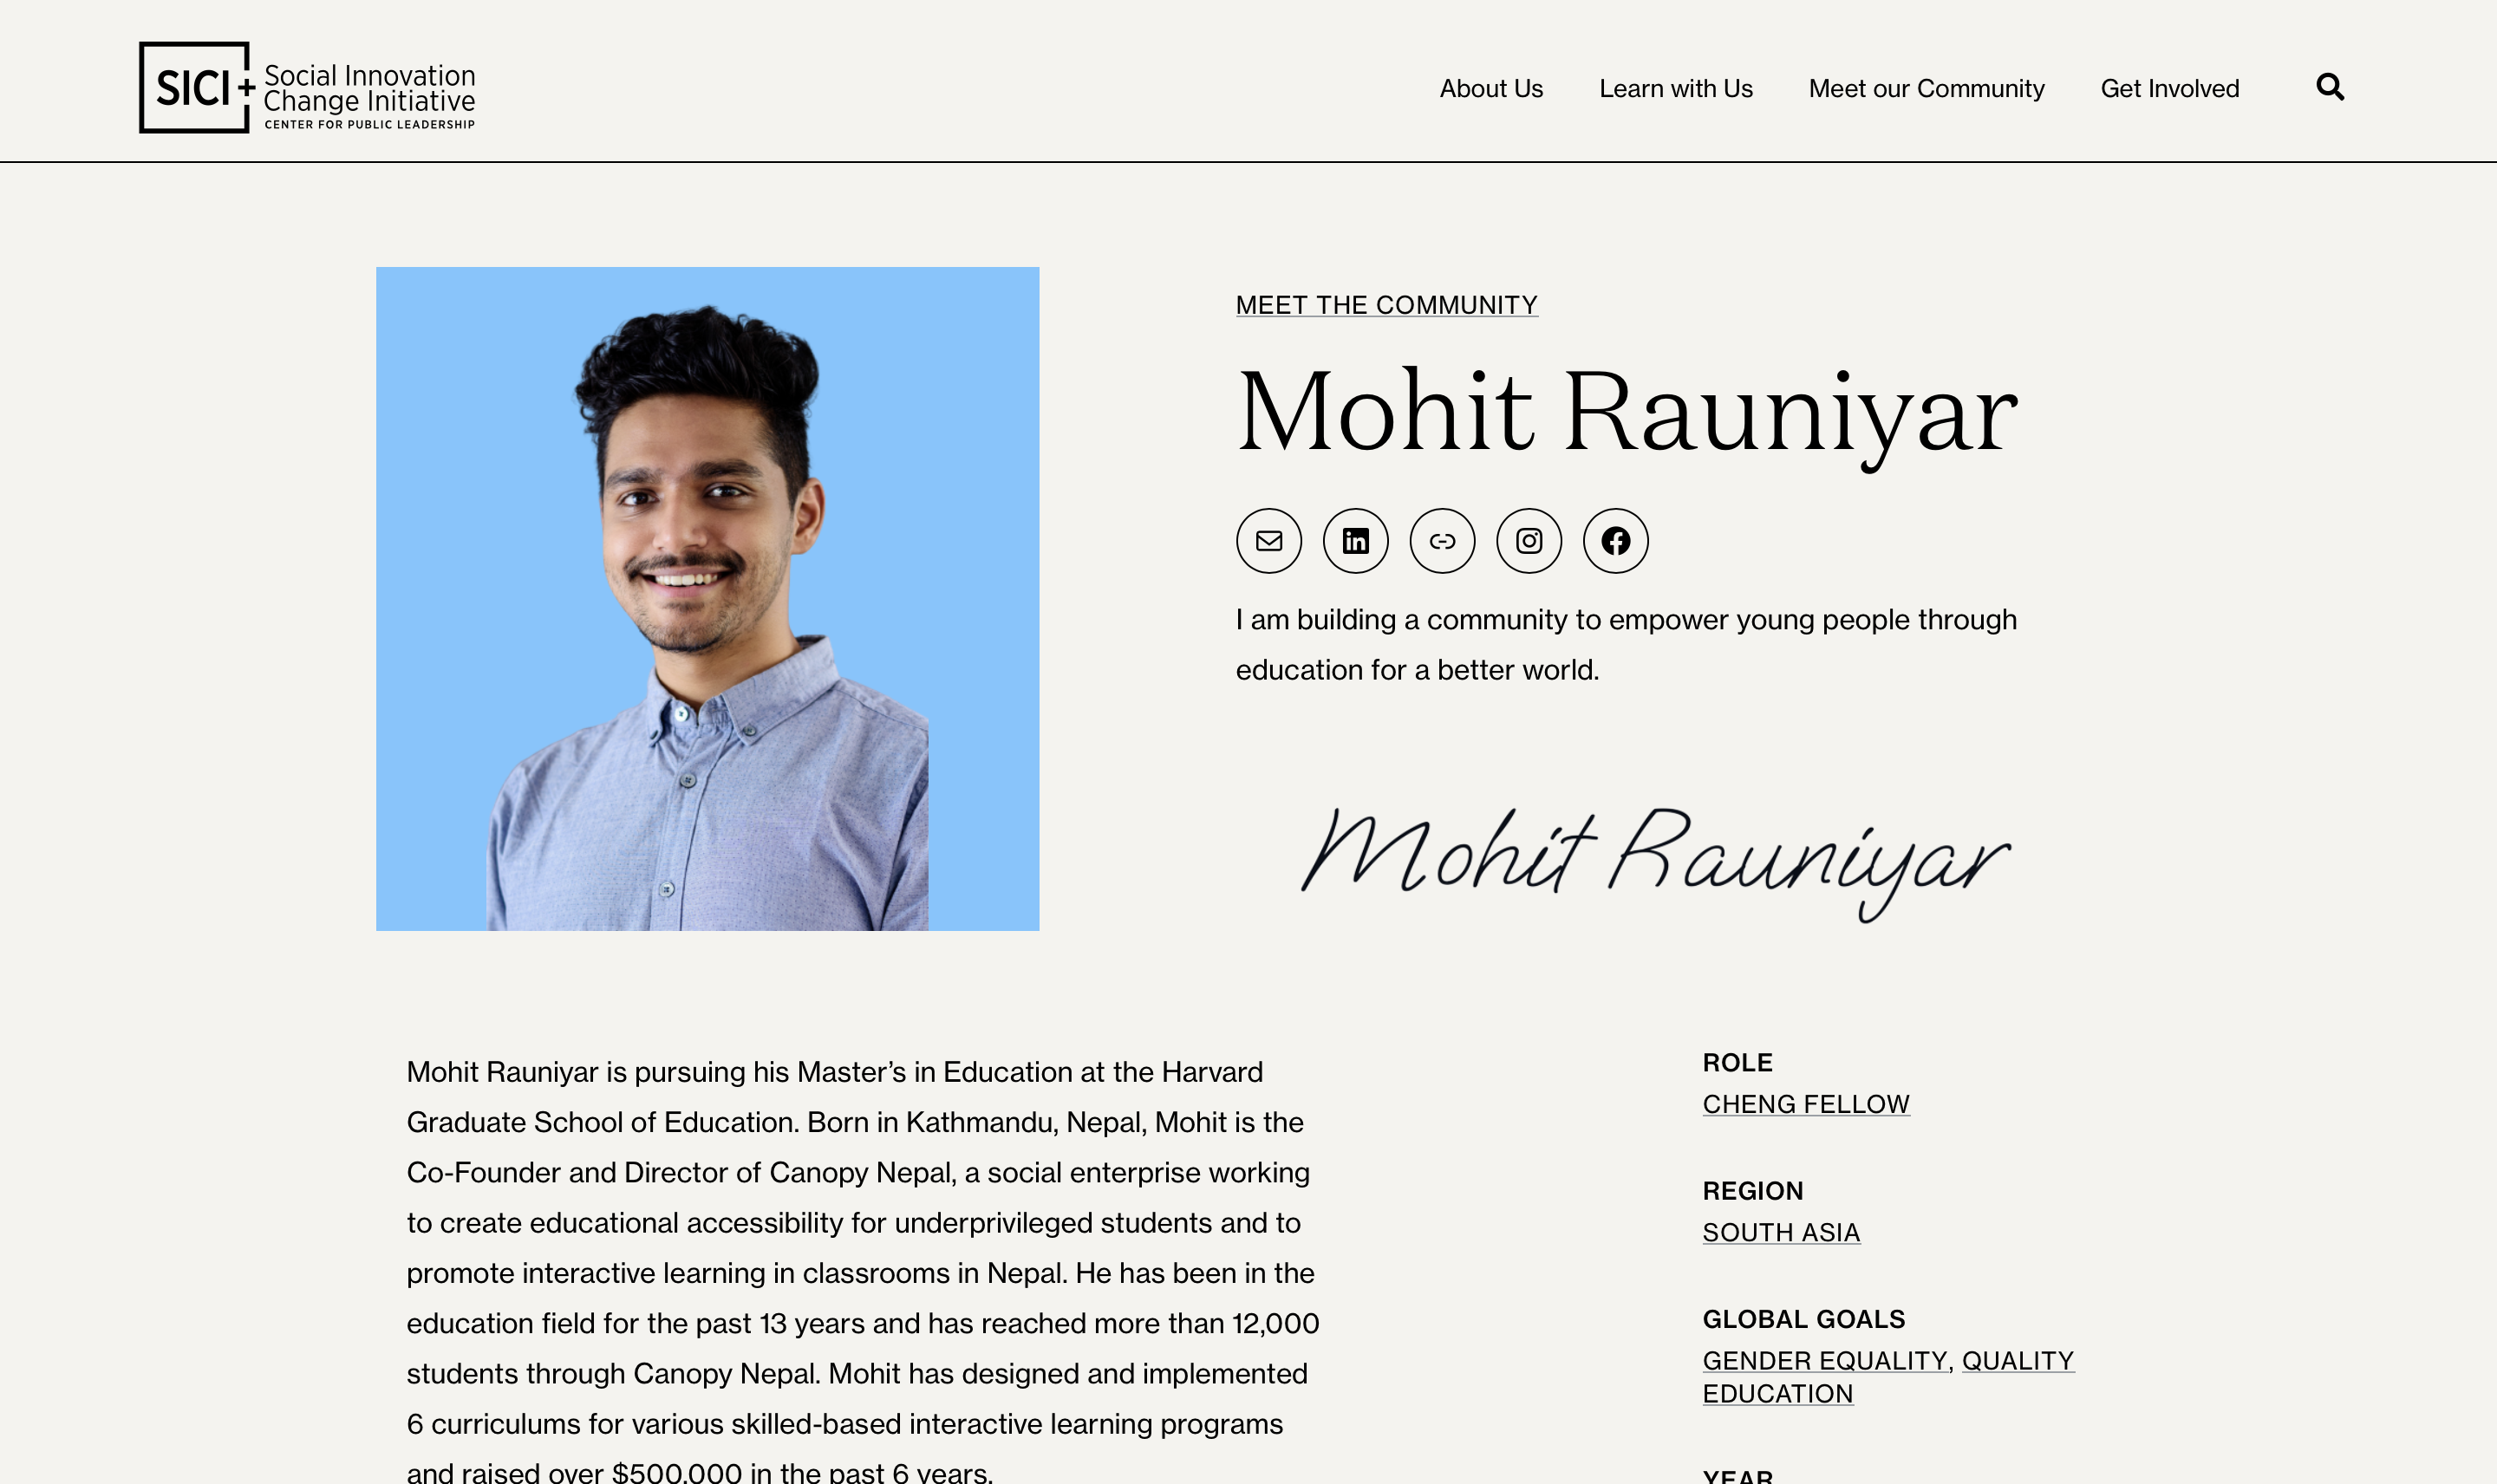 SICI+
Social Innovation
Change Initiative
CENTER FOR PUBLIC LEADERSHIP
About Us
Learn with Us
Meet our Community
Get Involved
MEET THE COMMUNITY
Mohit Rauniyar
I am building a community to empower young people through
education for a better world.
Mohit Rauniyar
Mohit Rauniyar is pursuing his Master’s in Education at the Harvard
Graduate School of Education. Born in Kathmandu, Nepal, Mohit is the
Co-Founder and Director of Canopy Nepal, a social enterprise working
to create educational accessibility for underprivileged students and to
promote interactive learning in classrooms in Nepal. He has been in the
education field for the past 13 years and has reached more than 12,000
students through Canopy Nepal. Mohit has designed and implemented
6 curriculums for various skilled-based interactive learning programs
and raised over $500,000 in the past 6 years.
ROLE
CHENG FELLOW
REGION
SOUTH ASIA
GLOBAL GOALS
GENDER EQUALITY, QUALITY
EDUCATION
YEAR